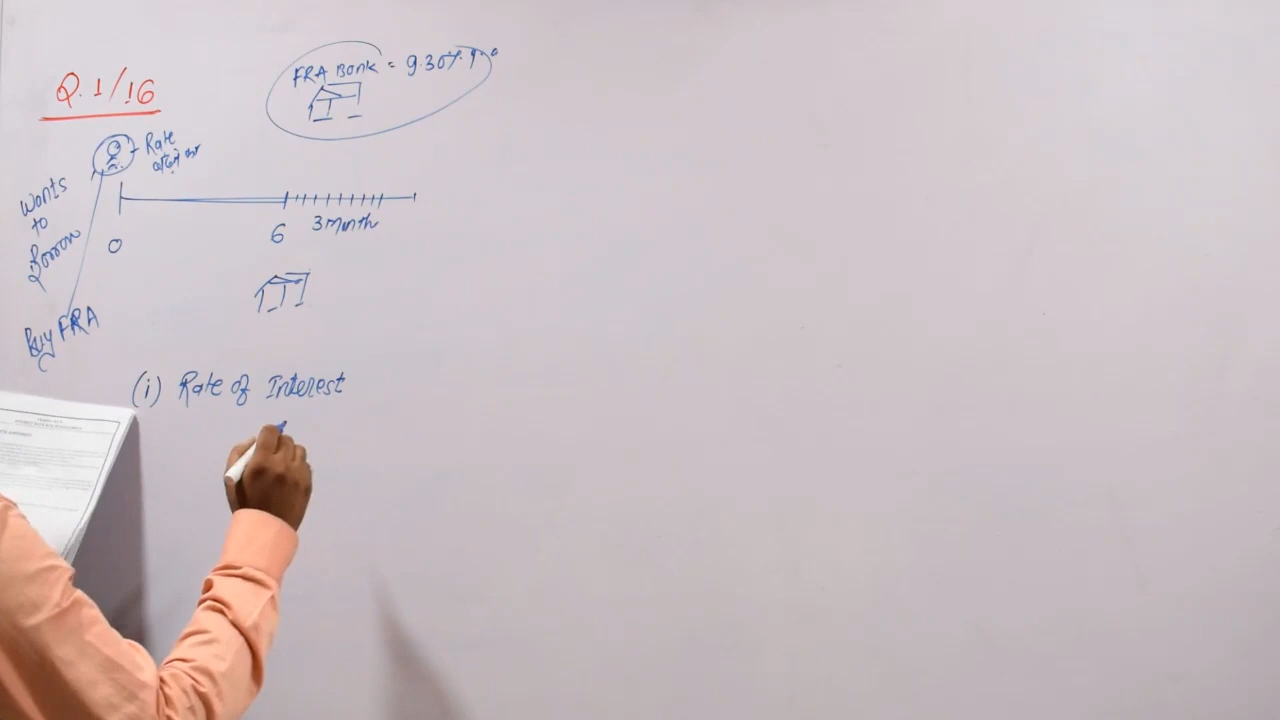 Q.1/16
FRA Bank = 9.30% p.a
Rate
Wants
to
Borrow
0
6
3 Month
Buy FRA
(i) Rate of Interest